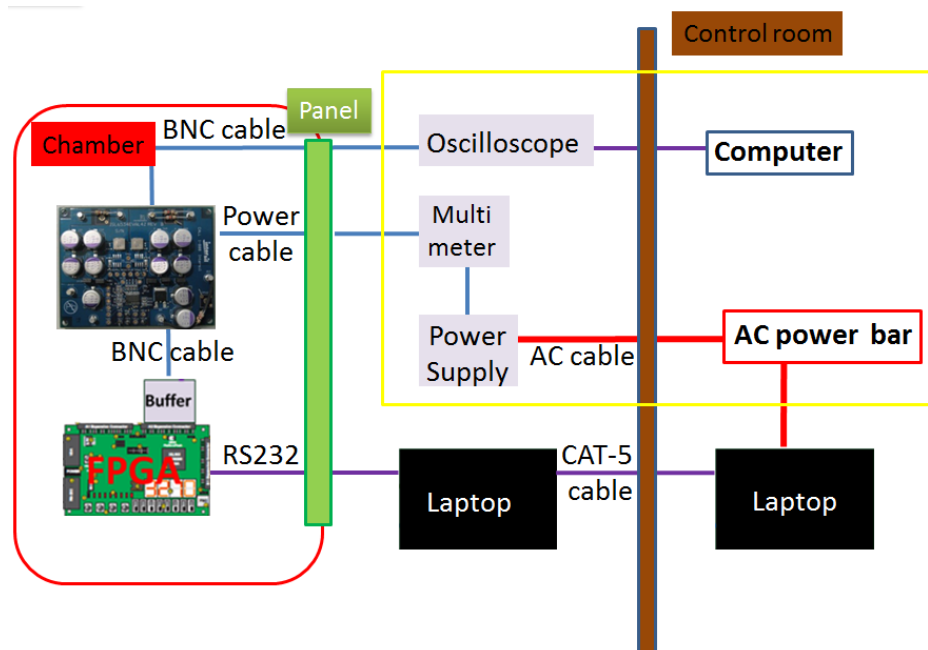 Control room
Panel
Chamber
BNC cable
Oscilloscope
Computer
Power
cable
Multi
meter
BNC cable
Power
Supply
AC cable
AC power bar
Buffer
FPGA
RS232
Laptop
CAT-5
cable
Laptop